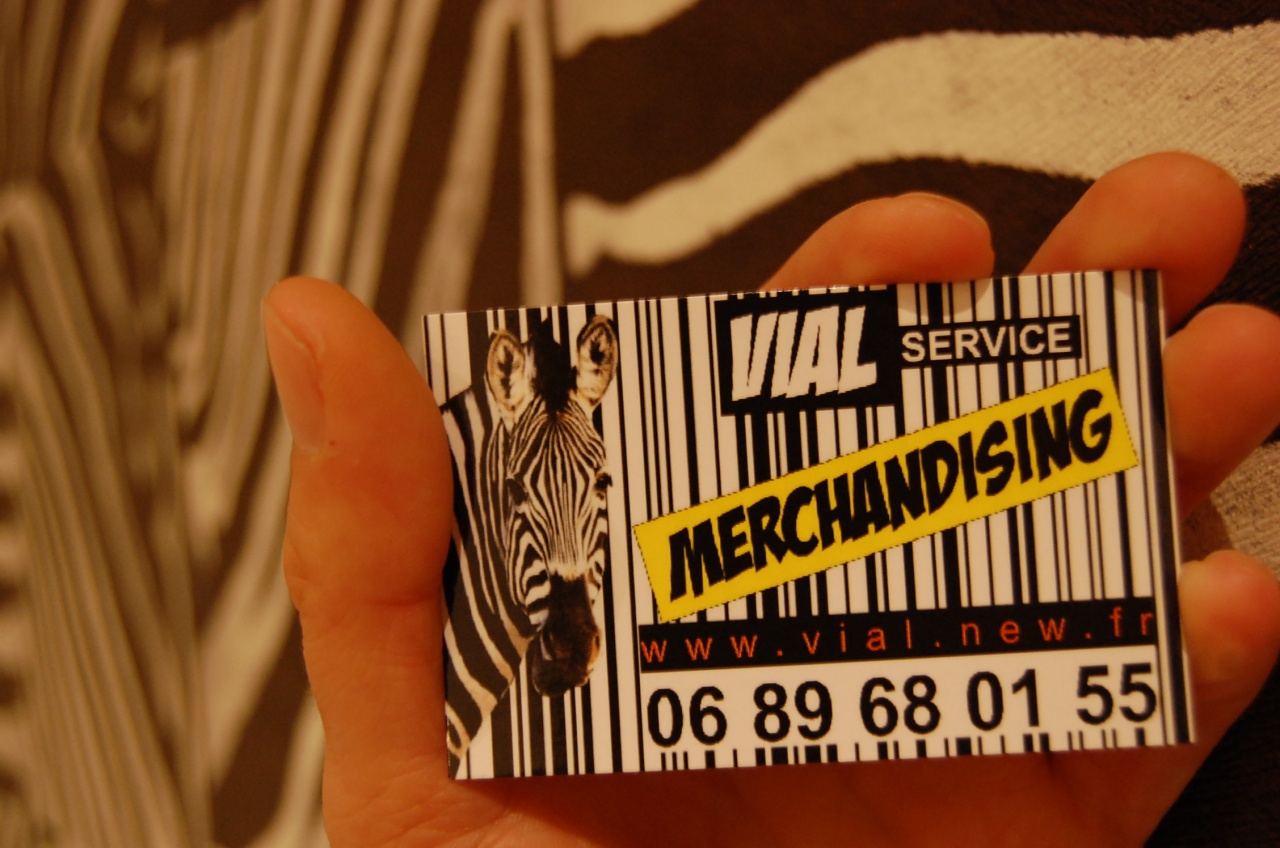 VIAL
SERVICE
MERCHANDISING
www.vial.new.fr
06 89 68 01 55